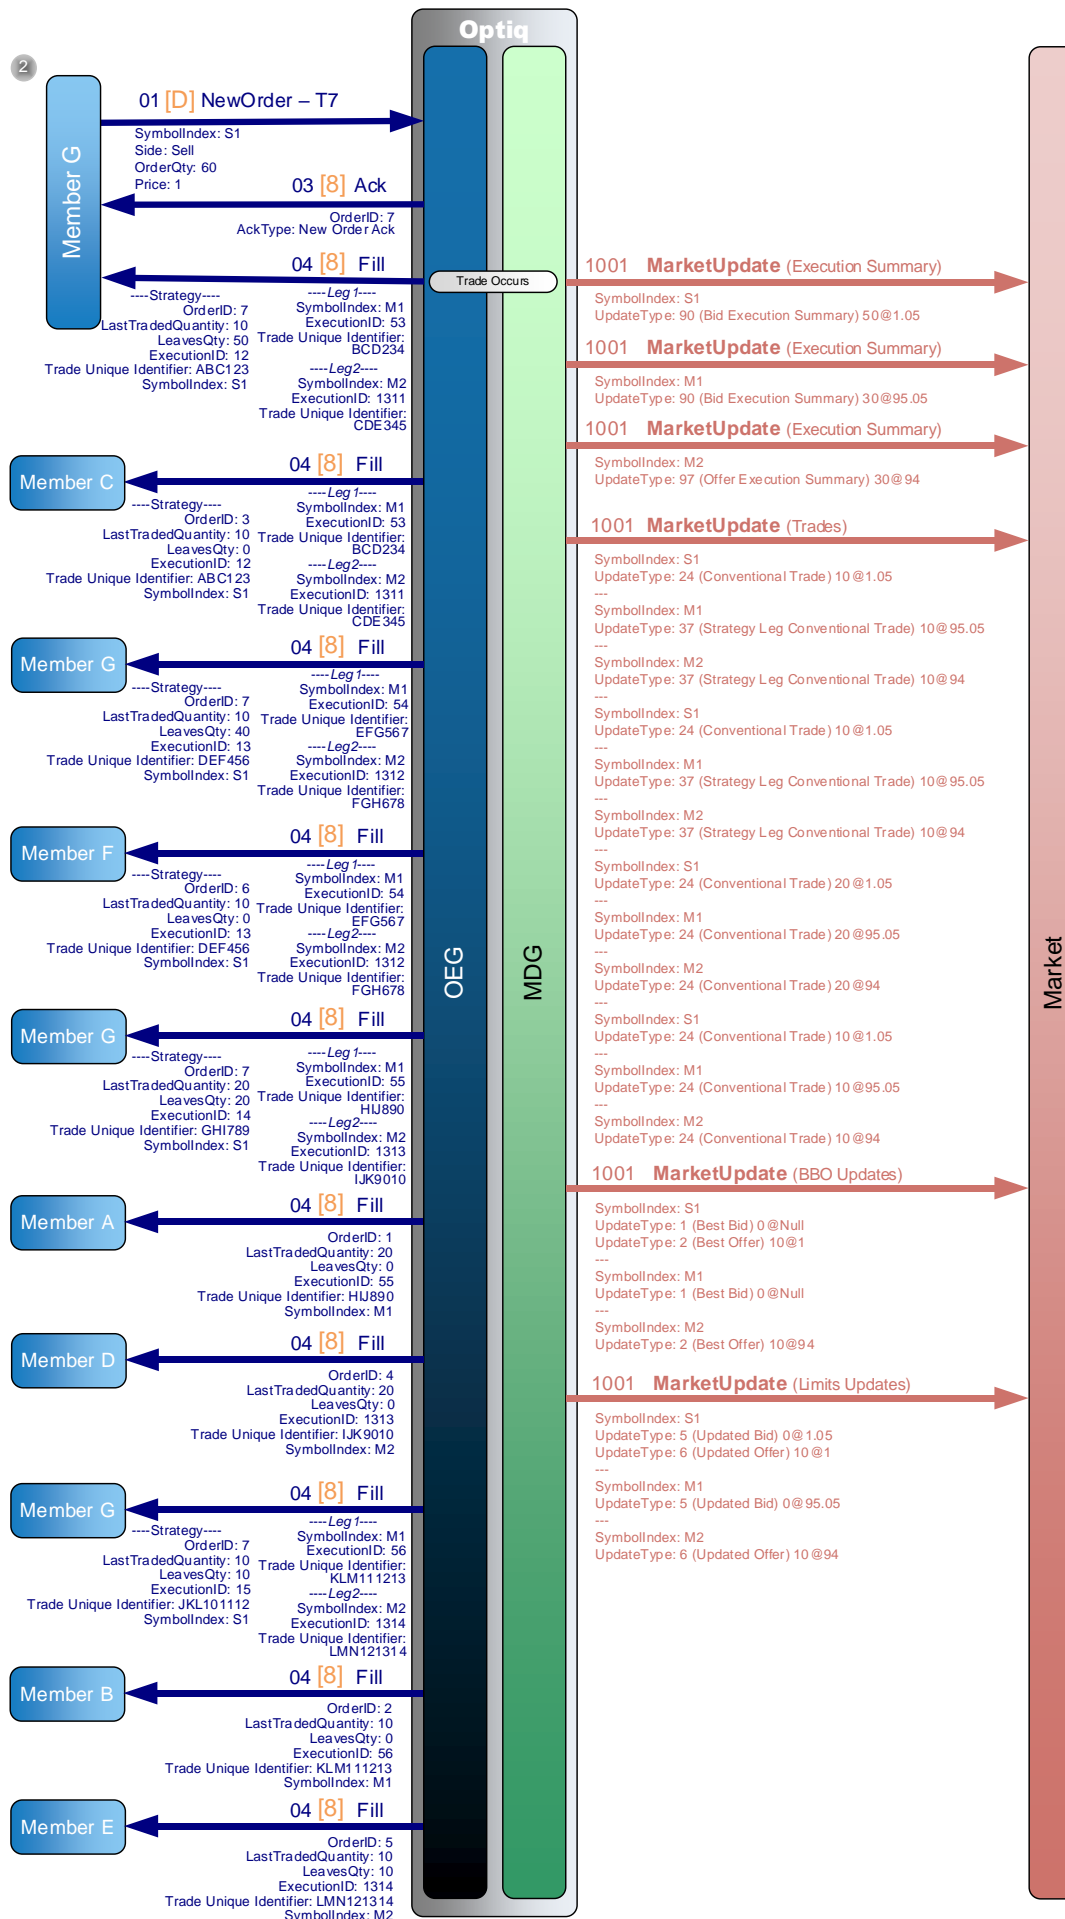 Optiq
2
Member G
01 [D] NewOrder – T7
SymbolIndex: S1
Side: Sell
OrderQty: 60
Price: 1
03 [8] Ack
OrderID: 7
AckType: New Order Ack
04 [8] Fill
Trade Occurs
----Strategy----
OrderID: 7
LastTradedQuantity: 10
LeavesQty: 50
ExecutionID: 12
Trade Unique Identifier: ABC123
SymbolIndex: S1
----Leg1----
SymbolIndex: M1
ExecutionID: 53
Trade Unique Identifier:
BCD234
----Leg2----
SymbolIndex: M2
ExecutionID: 1311
Trade Unique Identifier:
CDE345
Member C
04 [8] Fill
----Strategy----
OrderID: 3
LastTradedQuantity: 10
LeavesQty: 0
ExecutionID: 12
Trade Unique Identifier: ABC123
SymbolIndex: S1
----Leg1----
SymbolIndex: M1
ExecutionID: 53
Trade Unique Identifier:
BCD234
----Leg2----
SymbolIndex: M2
ExecutionID: 1311
Trade Unique Identifier:
CDE345
Member G
04 [8] Fill
----Strategy----
OrderID: 7
LastTradedQuantity: 10
LeavesQty: 40
ExecutionID: 13
Trade Unique Identifier: DEF456
SymbolIndex: S1
----Leg1----
SymbolIndex: M1
ExecutionID: 54
Trade Unique Identifier:
EFG567
----Leg2----
SymbolIndex: M2
ExecutionID: 1312
Trade Unique Identifier:
FGH678
Member F
04 [8] Fill
----Strategy----
OrderID: 6
LastTradedQuantity: 10
LeavesQty: 0
ExecutionID: 13
Trade Unique Identifier: DEF456
SymbolIndex: S1
----Leg1----
SymbolIndex: M1
ExecutionID: 54
Trade Unique Identifier:
EFG567
----Leg2----
SymbolIndex: M2
ExecutionID: 1312
Trade Unique Identifier:
FGH678
Member G
04 [8] Fill
----Strategy----
OrderID: 7
LastTradedQuantity: 20
LeavesQty: 20
ExecutionID: 14
Trade Unique Identifier: GHI789
SymbolIndex: S1
----Leg1----
SymbolIndex: M1
ExecutionID: 55
Trade Unique Identifier:
HIJ890
----Leg2----
SymbolIndex: M2
ExecutionID: 1313
Trade Unique Identifier:
IJK9010
Member A
04 [8] Fill
OrderID: 1
LastTradedQuantity: 20
LeavesQty: 0
ExecutionID: 55
Trade Unique Identifier: HIJ890
SymbolIndex: M1
Member D
04 [8] Fill
OrderID: 4
LastTradedQuantity: 20
LeavesQty: 0
ExecutionID: 1313
Trade Unique Identifier: IJK9010
SymbolIndex: M2
Member G
04 [8] Fill
----Strategy----
OrderID: 7
LastTradedQuantity: 10
LeavesQty: 10
ExecutionID: 15
Trade Unique Identifier: JKL101112
SymbolIndex: S1
----Leg1----
SymbolIndex: M1
ExecutionID: 56
Trade Unique Identifier:
KLM111213
----Leg2----
SymbolIndex: M2
ExecutionID: 1314
Trade Unique Identifier:
LMN121314
Member B
04 [8] Fill
OrderID: 2
LastTradedQuantity: 10
LeavesQty: 0
ExecutionID: 56
Trade Unique Identifier: KLM111213
SymbolIndex: M1
Member E
04 [8] Fill
OrderID: 5
LastTradedQuantity: 10
LeavesQty: 10
ExecutionID: 1314
Trade Unique Identifier: LMN121314
SymbolIndex: M2
OEG
MDG
1001 MarketUpdate (Execution Summary)
SymbolIndex: S1
UpdateType: 90 (Bid Execution Summary) 50@1.05
1001 MarketUpdate (Execution Summary)
SymbolIndex: M1
UpdateType: 90 (Bid Execution Summary) 30@95.05
1001 MarketUpdate (Execution Summary)
SymbolIndex: M2
UpdateType: 97 (Offer Execution Summary) 30@94
1001 MarketUpdate (Trades)
SymbolIndex: S1
UpdateType: 24 (Conventional Trade) 10@1.05
---
SymbolIndex: M1
UpdateType: 37 (Strategy Leg Conventional Trade) 10@95.05
---
SymbolIndex: M2
UpdateType: 37 (Strategy Leg Conventional Trade) 10@94
---
SymbolIndex: S1
UpdateType: 24 (Conventional Trade) 10@1.05
---
SymbolIndex: M1
UpdateType: 37 (Strategy Leg Conventional Trade) 10@95.05
---
SymbolIndex: M2
UpdateType: 37 (Strategy Leg Conventional Trade) 10@94
---
SymbolIndex: S1
UpdateType: 24 (Conventional Trade) 20@1.05
---
SymbolIndex: M1
UpdateType: 24 (Conventional Trade) 20@95.05
---
SymbolIndex: M2
UpdateType: 24 (Conventional Trade) 20@94
---
SymbolIndex: S1
UpdateType: 24 (Conventional Trade) 10@1.05
---
SymbolIndex: M1
UpdateType: 24 (Conventional Trade) 10@95.05
---
SymbolIndex: M2
UpdateType: 24 (Conventional Trade) 10@94
1001 MarketUpdate (BBO Updates)
SymbolIndex: S1
UpdateType: 1 (Best Bid) 0@Null
UpdateType: 2 (Best Offer) 10@1
---
SymbolIndex: M1
UpdateType: 1 (Best Bid) 0@Null
---
SymbolIndex: M2
UpdateType: 2 (Best Offer) 10@94
1001 MarketUpdate (Limits Updates)
SymbolIndex: S1
UpdateType: 5 (Updated Bid) 0@1.05
UpdateType: 6 (Updated Offer) 10@1
---
SymbolIndex: M1
UpdateType: 5 (Updated Bid) 0@95.05
---
SymbolIndex: M2
UpdateType: 6 (Updated Offer) 10@94
Market